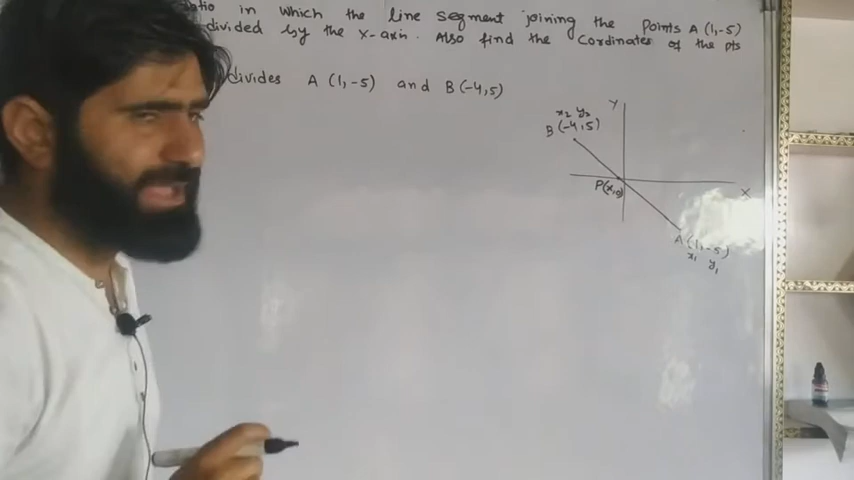 in which the line segment joining the Points A (1,-5)
divided by the X-axis. Also find the Cordinates of the pts
divides A (1,-5) and B(-4,5)
Y
x₂ y₂
B (-4,5)
P(x,0)
X
A (1,-5)
x₁ y₁